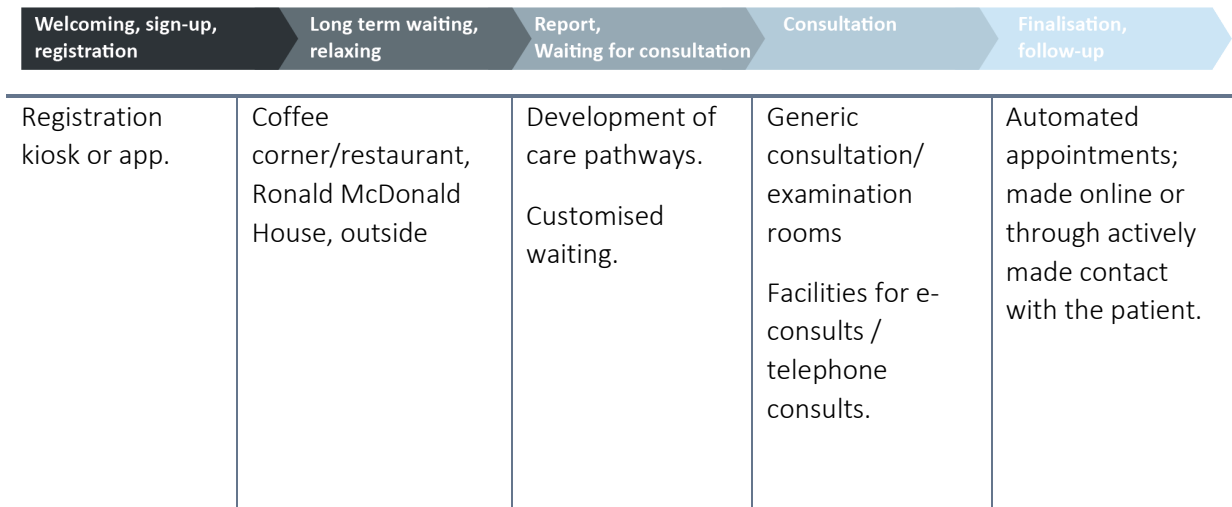 Welcoming, sign-up,
registration
Long term waiting,
relaxing
Report,
Waiting for consultation
Consultation
Finalisation,
follow-up
Registration
kiosk or app.
Coffee
corner/restaurant,
Ronald McDonald
House, outside
Development of
care pathways.
Customised
waiting.
Generic
consultation/
examination
rooms
Facilities for e-
consults /
telephone
consults.
Automated
appointments;
made online or
through actively
made contact
with the patient.